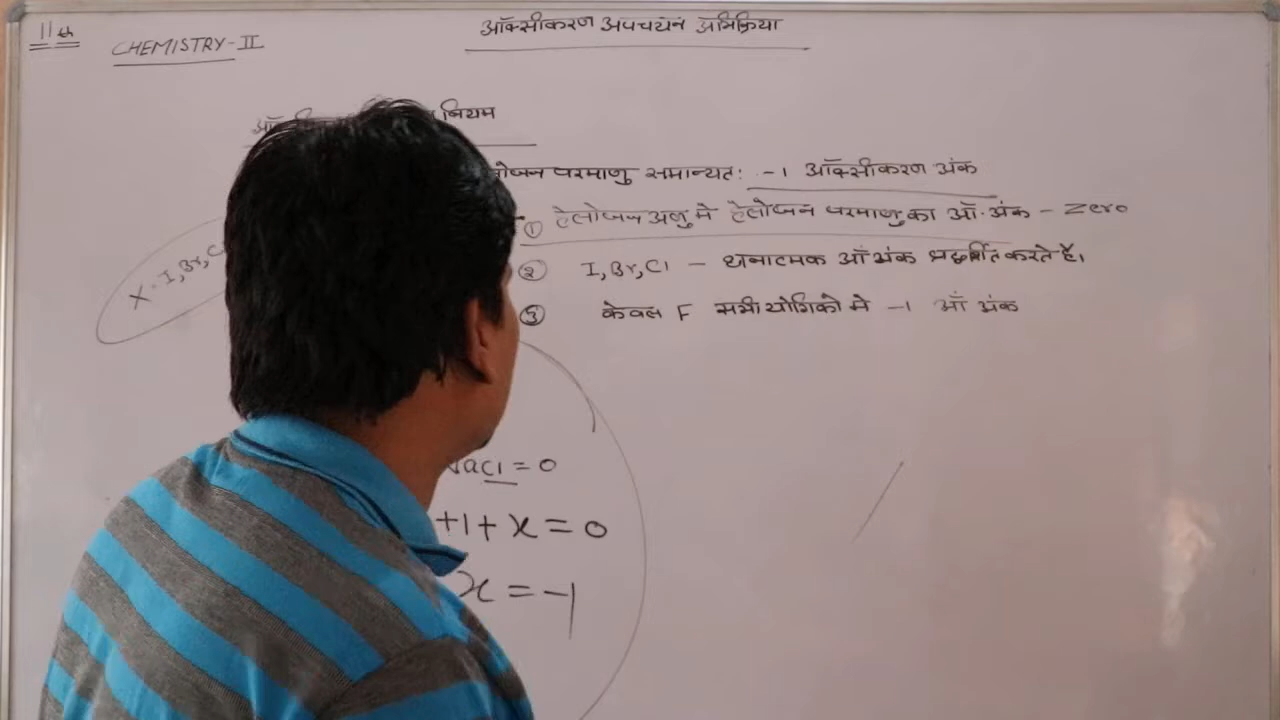 11th
CHEMISTRY-II
ऑक्सीकरण अपचयन अभिक्रिया
नियम
परमाणु समान्यतः -1 ऑक्सीकरण अंक
① हैलोजन अणु मे हैलोजन परमाणु का ऑ. अंक - Zero
② I, Br, Cl - धनात्मक ऑ अंक प्रदर्शित करते है।
③ केवल F सभी योगिको मे -1 ऑ अंक
X = I, Br, C
NaCl = 0
+1 + x = 0
x = -1